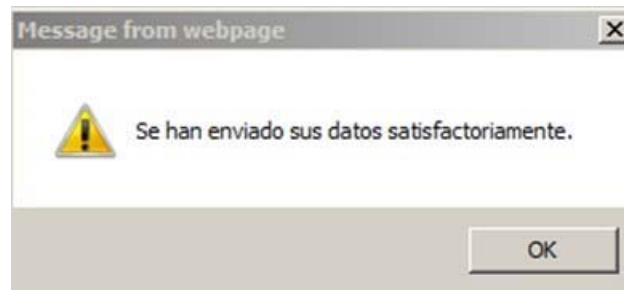 Message from webpage
Se han enviado sus datos satisfactoriamente.
OK